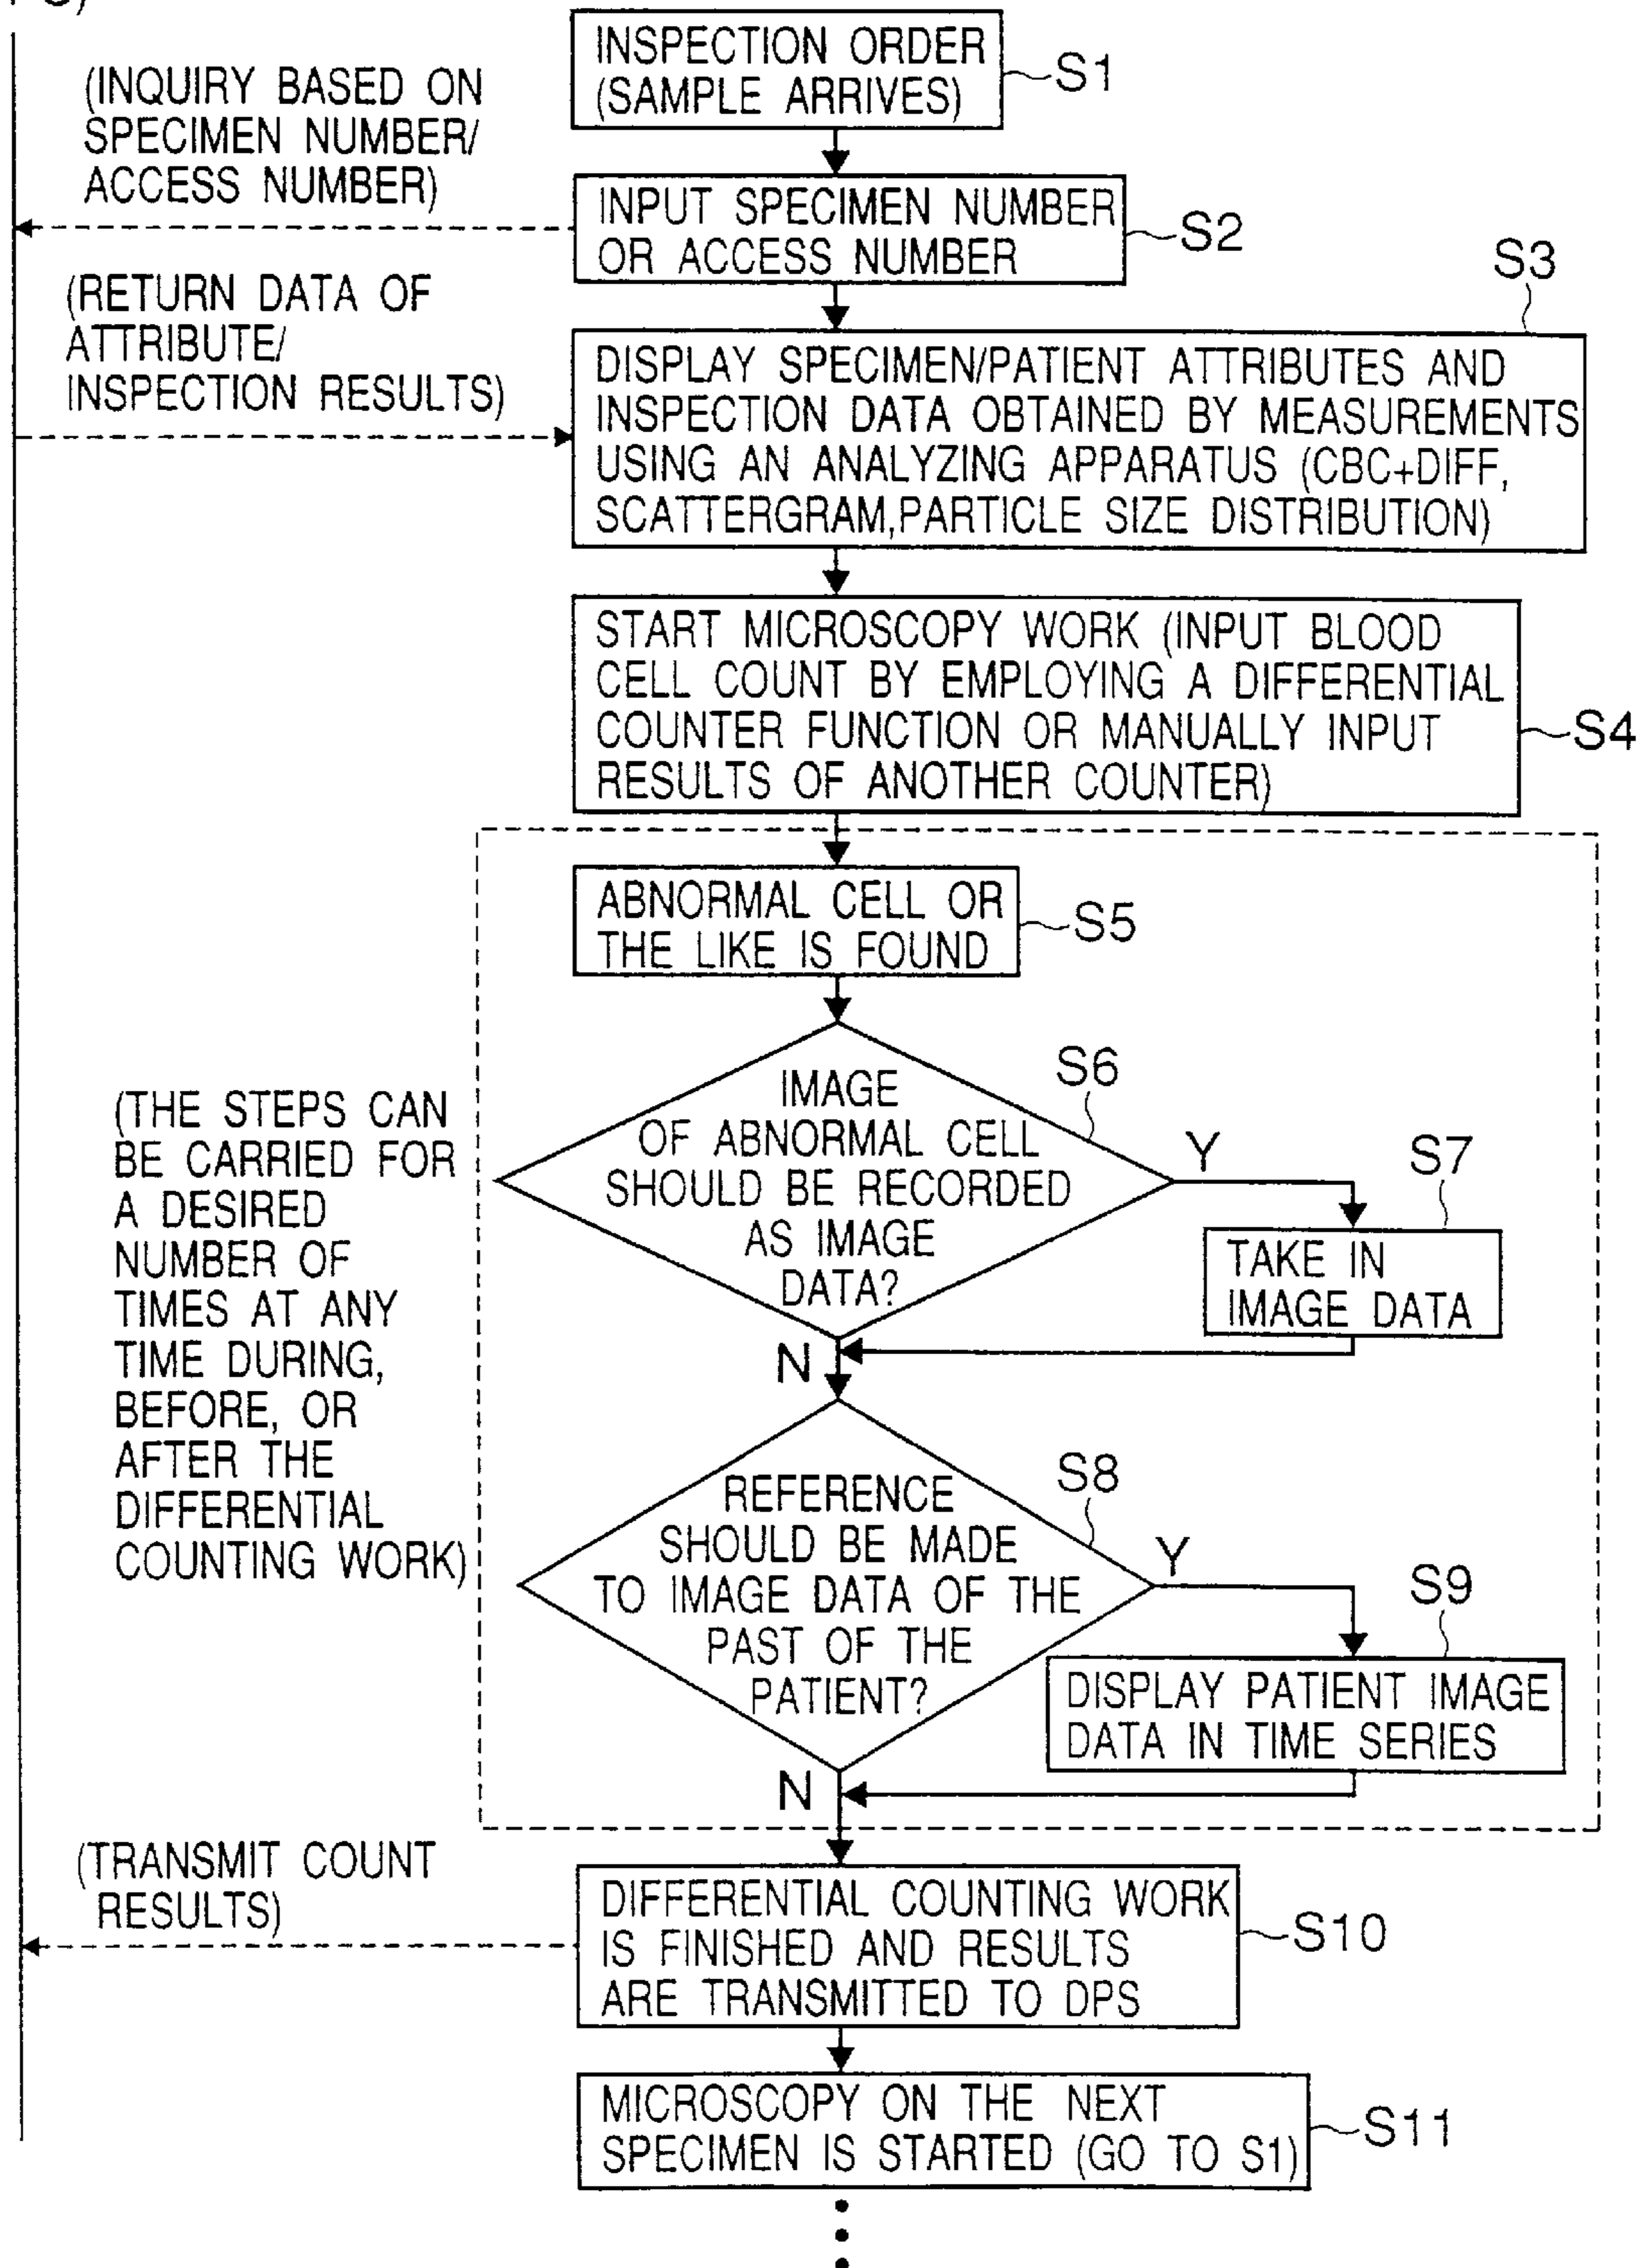 INSPECTION ORDER
(SAMPLE ARRIVES)
S1
(INQUIRY BASED ON
SPECIMEN NUMBER/
ACCESS NUMBER)
INPUT SPECIMEN NUMBER
OR ACCESS NUMBER
S2
(RETURN DATA OF
ATTRIBUTE/
INSPECTION RESULTS)
S3
DISPLAY SPECIMEN/PATIENT ATTRIBUTES AND
INSPECTION DATA OBTAINED BY MEASUREMENTS
USING AN ANALYZING APPARATUS (CBC+DIFF,
SCATTERGRAM,PARTICLE SIZE DISTRIBUTION)
START MICROSCOPY WORK (INPUT BLOOD
CELL COUNT BY EMPLOYING A DIFFERENTIAL
COUNTER FUNCTION OR MANUALLY INPUT
RESULTS OF ANOTHER COUNTER)
S4
ABNORMAL CELL OR
THE LIKE IS FOUND
S5
(THE STEPS CAN
BE CARRIED FOR
A DESIRED
NUMBER OF
TIMES AT ANY
TIME DURING,
BEFORE, OR
AFTER THE
DIFFERENTIAL
COUNTING WORK)
S6
IMAGE
OF ABNORMAL CELL
SHOULD BE RECORDED
AS IMAGE
DATA?
Y
S7
TAKE IN
IMAGE DATA
N
S8
REFERENCE
SHOULD BE MADE
TO IMAGE DATA OF THE
PAST OF THE
PATIENT?
Y
S9
DISPLAY PATIENT IMAGE
DATA IN TIME SERIES
N
(TRANSMIT COUNT
RESULTS)
DIFFERENTIAL COUNTING WORK
IS FINISHED AND RESULTS
ARE TRANSMITTED TO DPS
S10
MICROSCOPY ON THE NEXT
SPECIMEN IS STARTED (GO TO S1)
S11